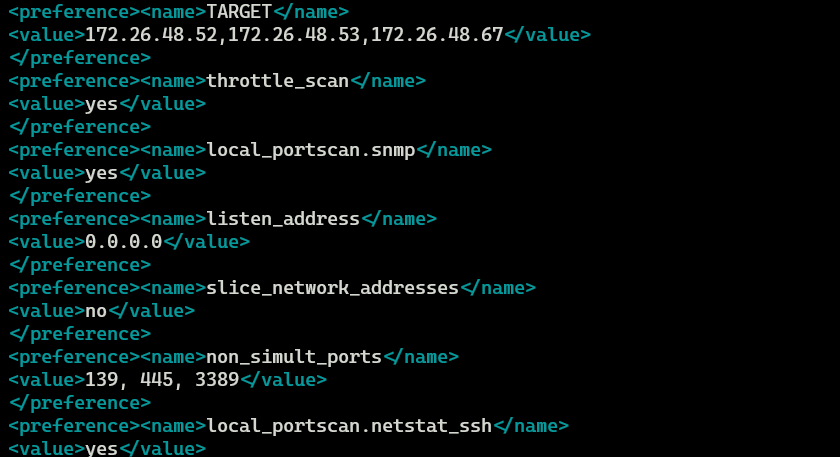 <preference><name>TARGET</name>
<value>172.26.48.52,172.26.48.53,172.26.48.67</value>
</preference>
<preference><name>throttle_scan</name>
<value>yes</value>
</preference>
<preference><name>local_portscan.snmp</name>
<value>yes</value>
</preference>
<preference><name>listen_address</name>
<value>0.0.0.0</value>
</preference>
<preference><name>slice_network_addresses</name>
<value>no</value>
</preference>
<preference><name>non_simult_ports</name>
<value>139, 445, 3389</value>
</preference>
<preference><name>local_portscan.netstat_ssh</name>
<value>yes</value>